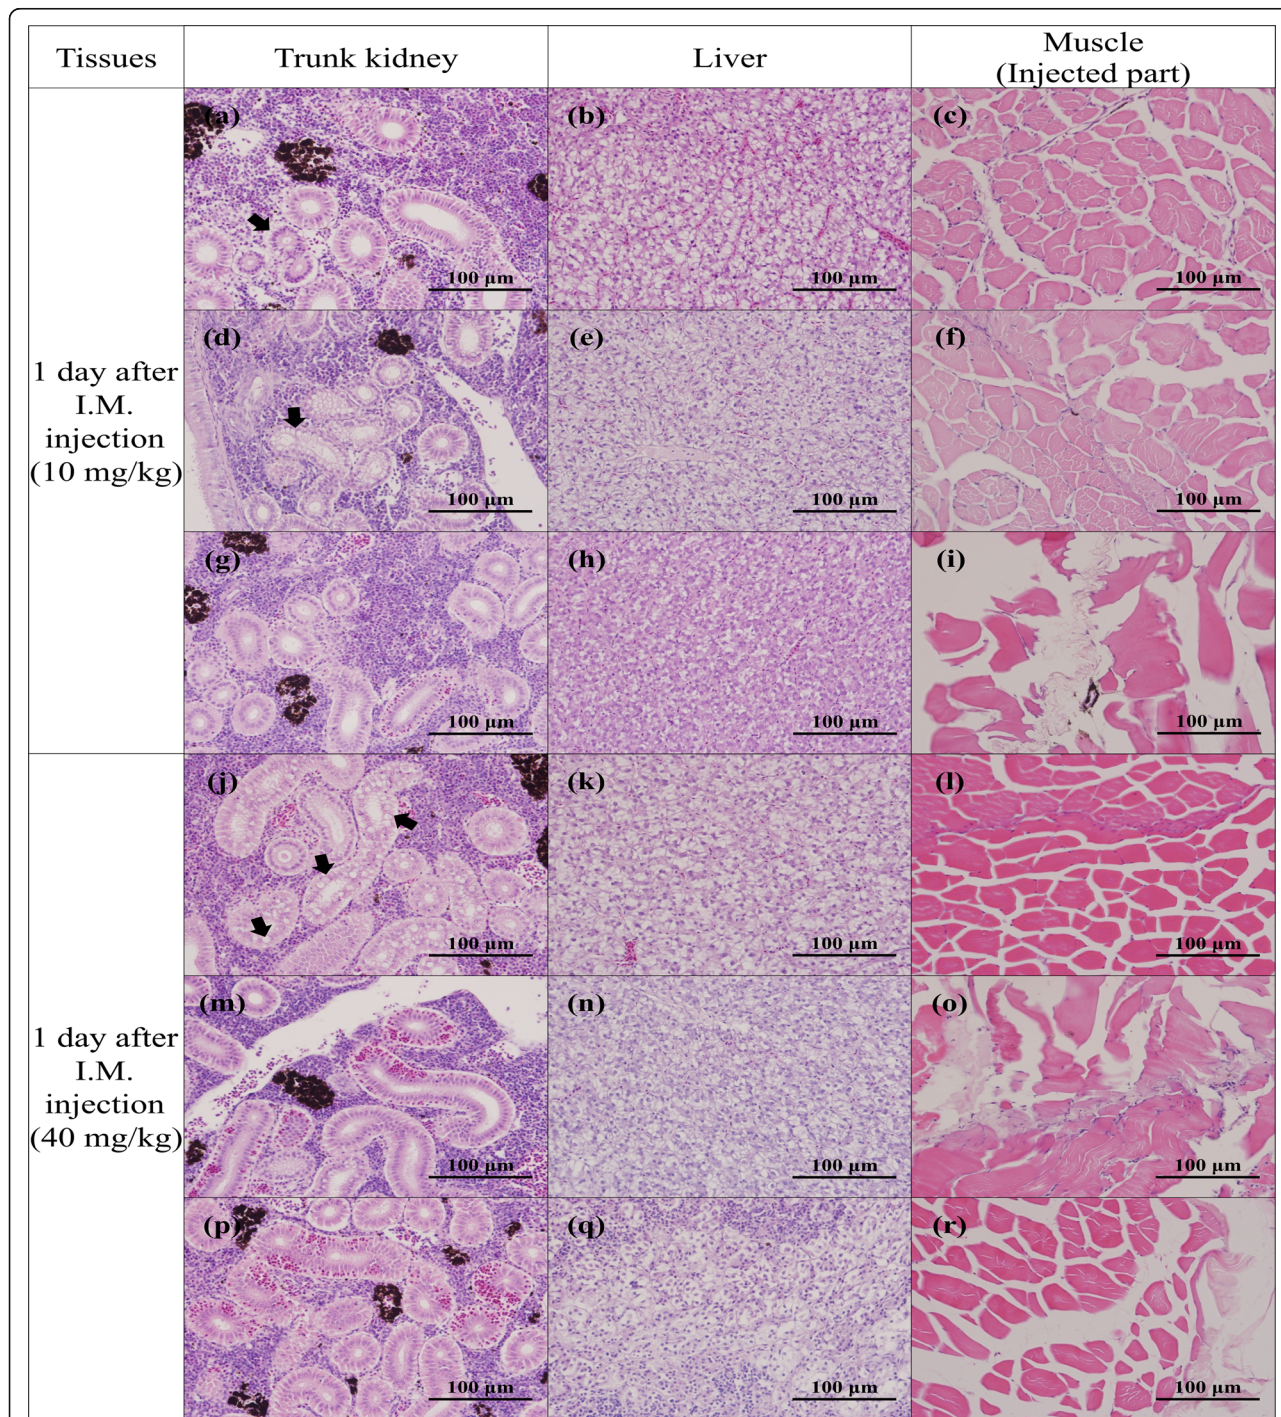 Tissues
Trunk kidney
Liver
Muscle
(Injected part)
1 day after
I.M.
injection
(10 mg/kg)
(a)
100 μm
(b)
100 μm
(c)
100 μm
(d)
100 μm
(e)
100 μm
(f)
100 μm
(g)
100 μm
(h)
100 μm
(i)
100 μm
1 day after
I.M.
injection
(40 mg/kg)
(j)
100 μm
(k)
100 μm
(l)
100 μm
(m)
100 μm
(n)
100 μm
(o)
100 μm
(p)
100 μm
(q)
100 μm
(r)
100 μm